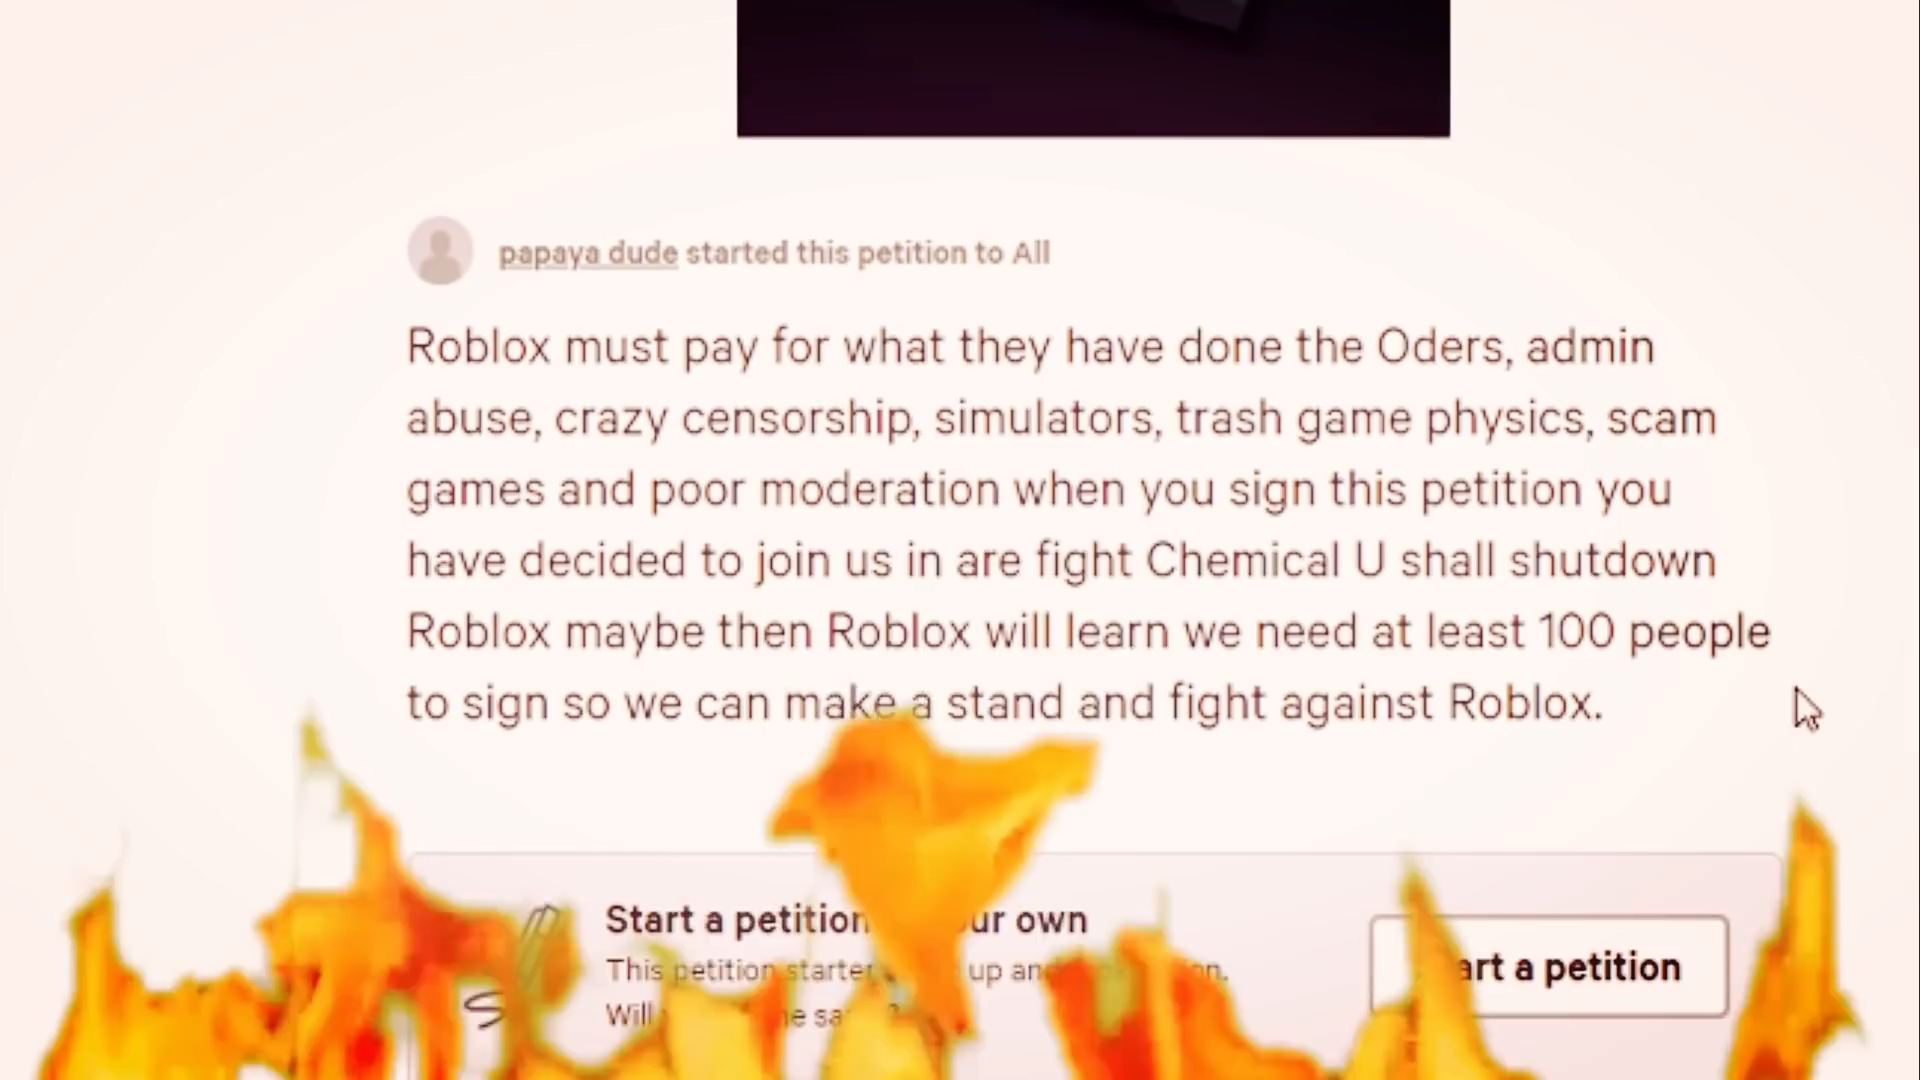 papaya dude started this petition to All
Roblox must pay for what they have done the Oders, admin
abuse, crazy censorship, simulators, trash game physics, scam
games and poor moderation when you sign this petition you
have decided to join us in are fight Chemical U shall shutdown
Roblox maybe then Roblox will learn we need at least 100 people
to sign so we can make a stand and fight against Roblox.
Start a petition own
This petition up
Will
a petition